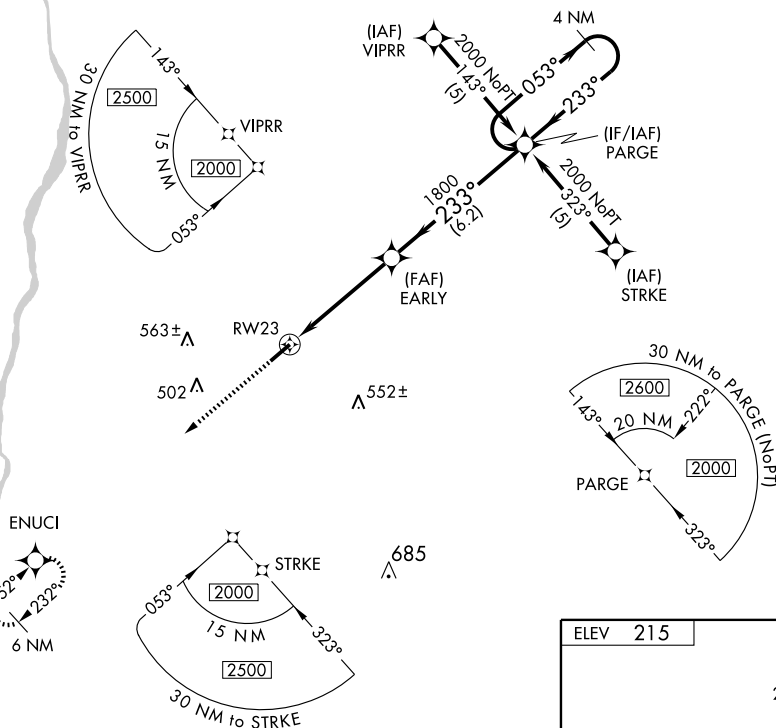 (IAF)
VIPRR
2000 NoPT
143°
(5)
4 NM
053°
233°
(IF/IAF)
PARGE
2000 NoPT
323°
(5)
(IAF)
STRKE
1800
233°
(6.2)
(FAF)
EARLY
RW23
563±
502
552±
685
143°
2500
30 NM to VIPRR
VIPRR
15 NM
2000
053°
30 NM to PARGE (NoPT)
2600
143°
222°
20 NM
2000
PARGE
323°
ENUCI
232°
6 NM
STRKE
053°
2000
15 NM
323°
2500
30 NM to STRKE
ELEV 215